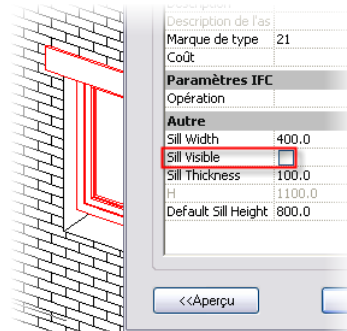 Description
Description de l'as
Marque de type 21
Coût
Paramètres IFC
Opération
Autre
Sill Width 400.0
Sill Visible
Sill Thickness 100.0
H 1100.0
Default Sill Height 800.0
<<Aperçu